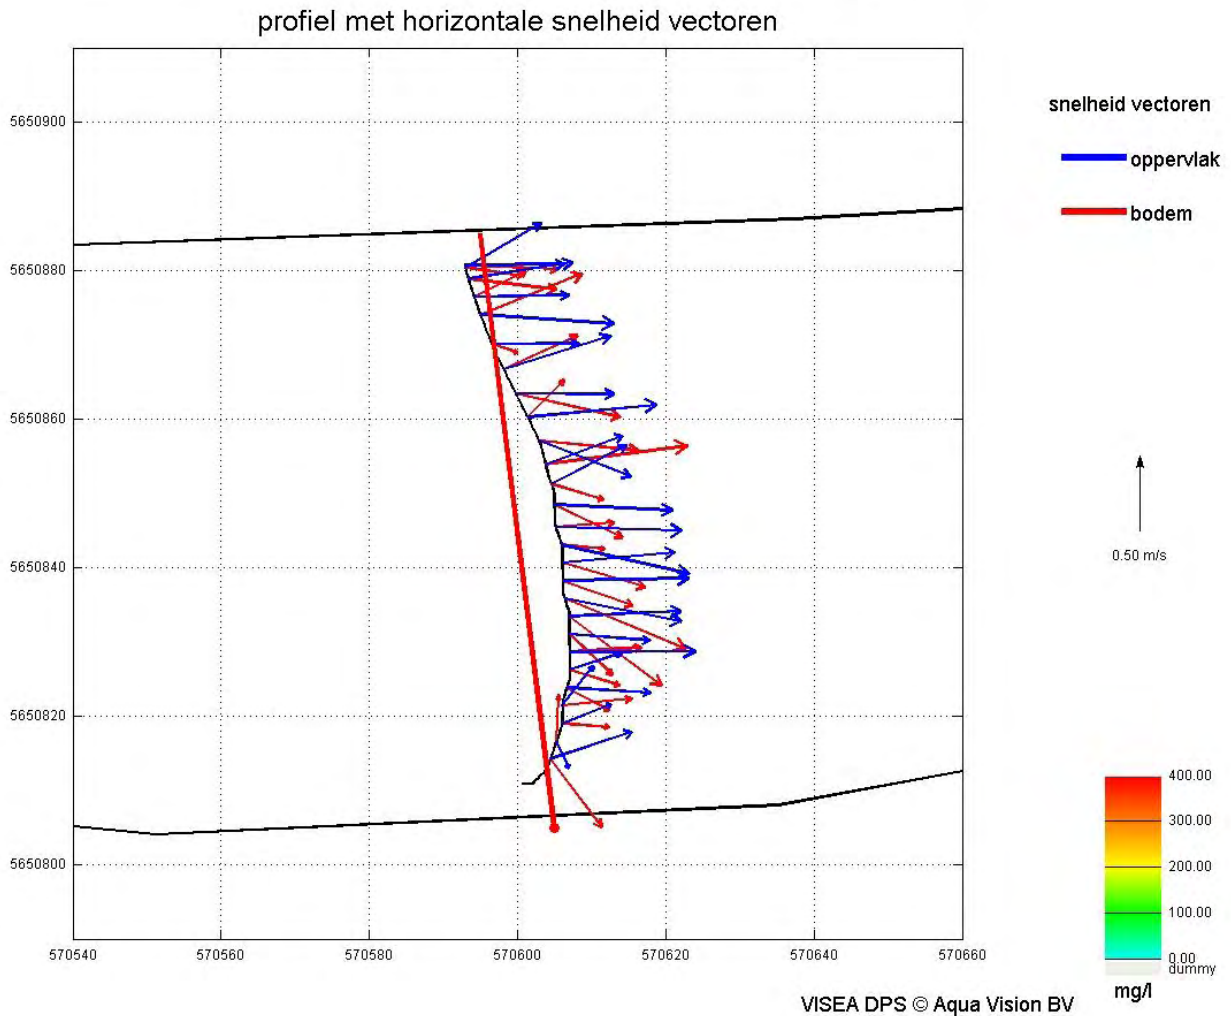 profiel met horizontale snelheid vectoren
snelheid vectoren
oppervlak
bodem
5650900
5650880
5650860
5650840
5650820
5650800
570540
570560
570580
570600
570620
570640
570660
0.50 m/s
400.00
300.00
200.00
100.00
0.00
dummy
mg/l
VISEA DPS © Aqua Vision BV